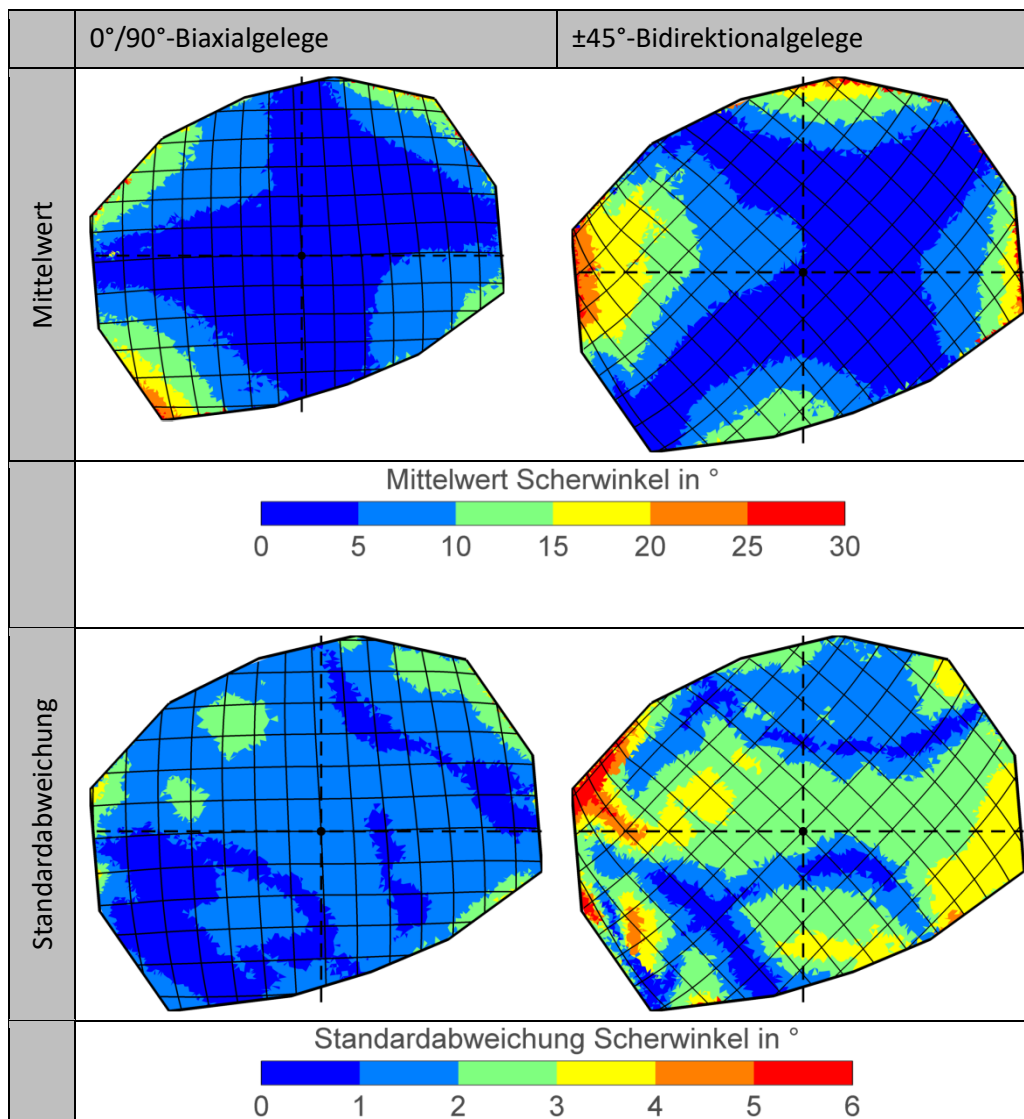 0°/90°-Biaxialgelege
±45°-Bidirektionalgelege
Mittelwert
Mittelwert Scherwinkel in °
0 5 10 15 20 25 30
Standardabweichung
Standardabweichung Scherwinkel in °
0 1 2 3 4 5 6